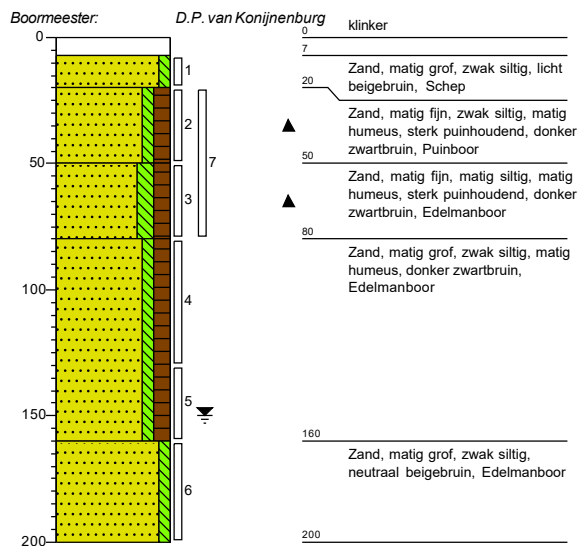 Boormeester: D.P. van Konijnenburg
0
50
100
150
200
1
2
3
4
5
6
7
0
klinker
7
Zand, matig grof, zwak siltig, licht
beigebruin, Schep
20
Zand, matig fijn, zwak siltig, matig
humeus, sterk puinhoudend, donker
zwartbruin, Puinboor
50
Zand, matig fijn, matig siltig, matig
humeus, sterk puinhoudend, donker
zwartbruin, Edelmanboor
80
Zand, matig grof, zwak siltig, matig
humeus, donker zwartbruin,
Edelmanboor
160
Zand, matig grof, zwak siltig,
neutraal beigebruin, Edelmanboor
200